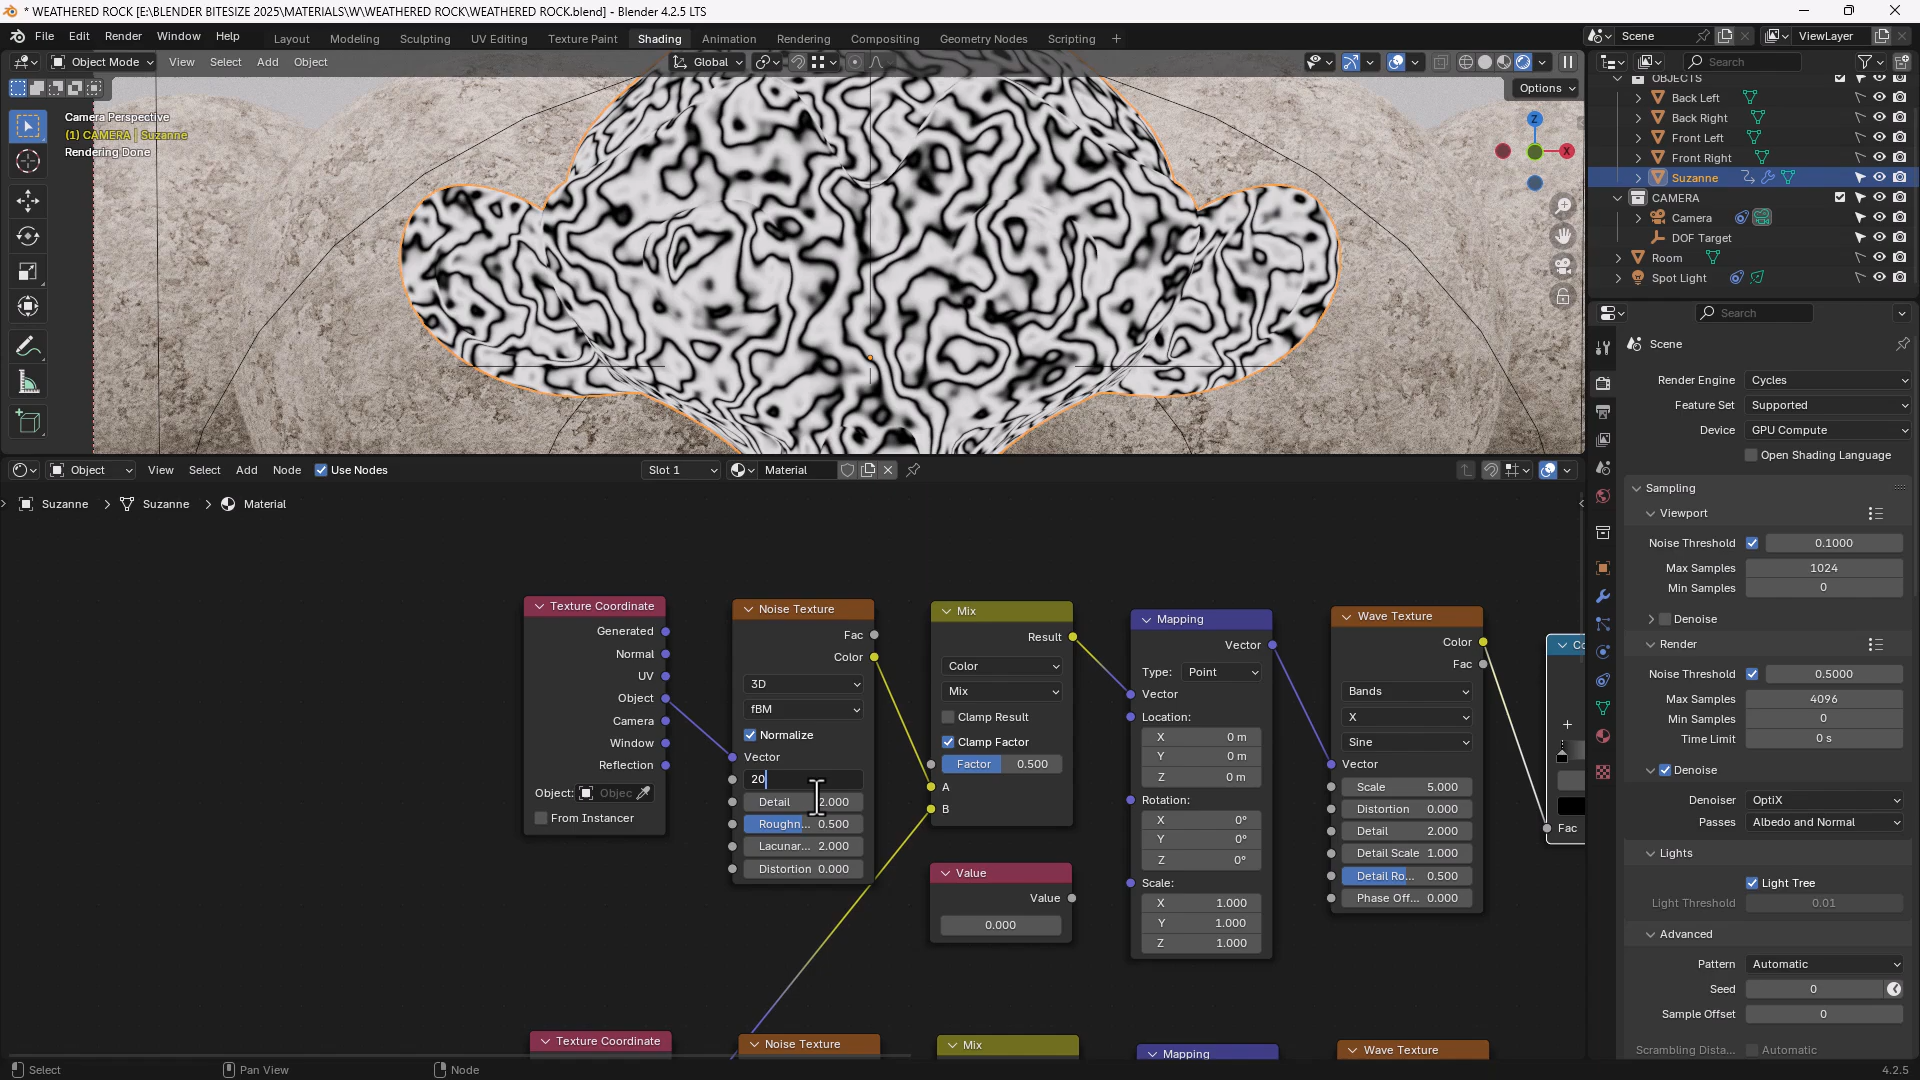 * WEATHERED ROCK [E:\BLENDER BITESIZE 2025\MATERIALS\W\WEATHERED ROCK\WEATHERED ROCK.blend] - Blender 4.2.5 LTS
File Edit Render Window Help Layout Modeling Sculpting UV Editing Texture Paint Shading Animation Rendering Compositing Geometry Nodes Scripting + Scene ViewLayer
Object Mode View Select Add Object Global Search
Options
Camera Perspective
(1) CAMERA | Suzanne
Rendering Done
Z
X
OBJECTS
Back Left
Back Right
Front Left
Front Right
Suzanne
CAMERA
Camera
DOF Target
Room
Spot Light
Object View Select Add Node Use Nodes Slot 1 Material
Suzanne > Suzanne > Material
Texture Coordinate
Generated
Normal
UV
Object
Camera
Window
Reflection
Object: Objec
From Instancer
Noise Texture
Fac
Color
3D
fBM
Normalize
Vector
20
Detail 2.000
Roughn... 0.500
Lacunar... 2.000
Distortion 0.000
Mix
Result
Color
Mix
Clamp Result
Clamp Factor
Factor 0.500
A
B
Value
Value
0.000
Mapping
Vector
Type: Point
Vector
Location:
X 0 m
Y 0 m
Z 0 m
Rotation:
X 0°
Y 0°
Z 0°
Scale:
X 1.000
Y 1.000
Z 1.000
Wave Texture
Color
Fac
Bands
X
Sine
Vector
Scale 5.000
Distortion 0.000
Detail 2.000
Detail Scale 1.000
Detail Ro... 0.500
Phase Off... 0.000
Fac
Texture Coordinate
Noise Texture
Mix
Mapping
Wave Texture
Search
Scene
Render Engine Cycles
Feature Set Supported
Device GPU Compute
Open Shading Language
Sampling
Viewport
Noise Threshold 0.1000
Max Samples 1024
Min Samples 0
Denoise
Render
Noise Threshold 0.5000
Max Samples 4096
Min Samples 0
Time Limit 0 s
Denoise
Denoiser OptiX
Passes Albedo and Normal
Lights
Light Tree
Light Threshold 0.01
Advanced
Pattern Automatic
Seed 0
Sample Offset 0
Scrambling Dista... Automatic
Select Pan View Node 4.2.5